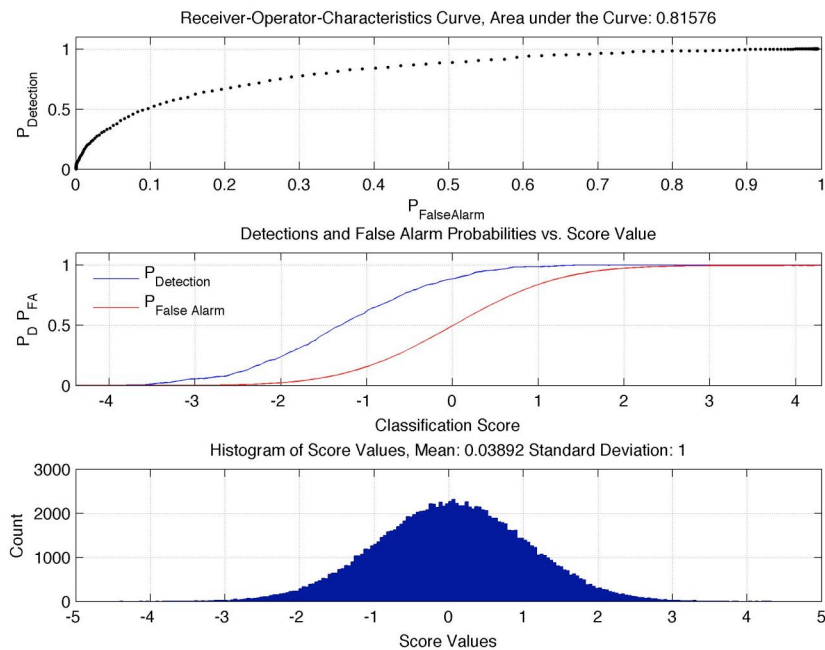 Receiver-Operator-Characteristics Curve, Area under the Curve: 0.81576
P_Detection
1
0.5
0
0 0.1 0.2 0.3 0.4 0.5 0.6 0.7 0.8 0.9 1
P_FalseAlarm
Detections and False Alarm Probabilities vs. Score Value
P_D P_FA
1
0.5
0
P_Detection
P_False Alarm
-4 -3 -2 -1 0 1 2 3 4
Classification Score
Histogram of Score Values, Mean: 0.03892 Standard Deviation: 1
Count
3000
2000
1000
0
-5 -4 -3 -2 -1 0 1 2 3 4 5
Score Values